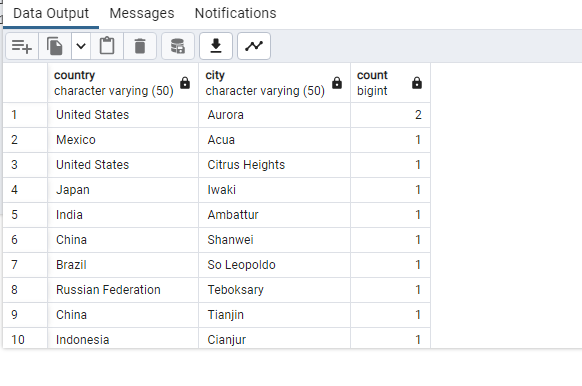 Data Output Messages Notifications
country city count
character varying (50) character varying (50) bigint
1 United States Aurora 2
2 Mexico Acua 1
3 United States Citrus Heights 1
4 Japan Iwaki 1
5 India Ambattur 1
6 China Shanwei 1
7 Brazil So Leopoldo 1
8 Russian Federation Teboksary 1
9 China Tianjin 1
10 Indonesia Cianjur 1